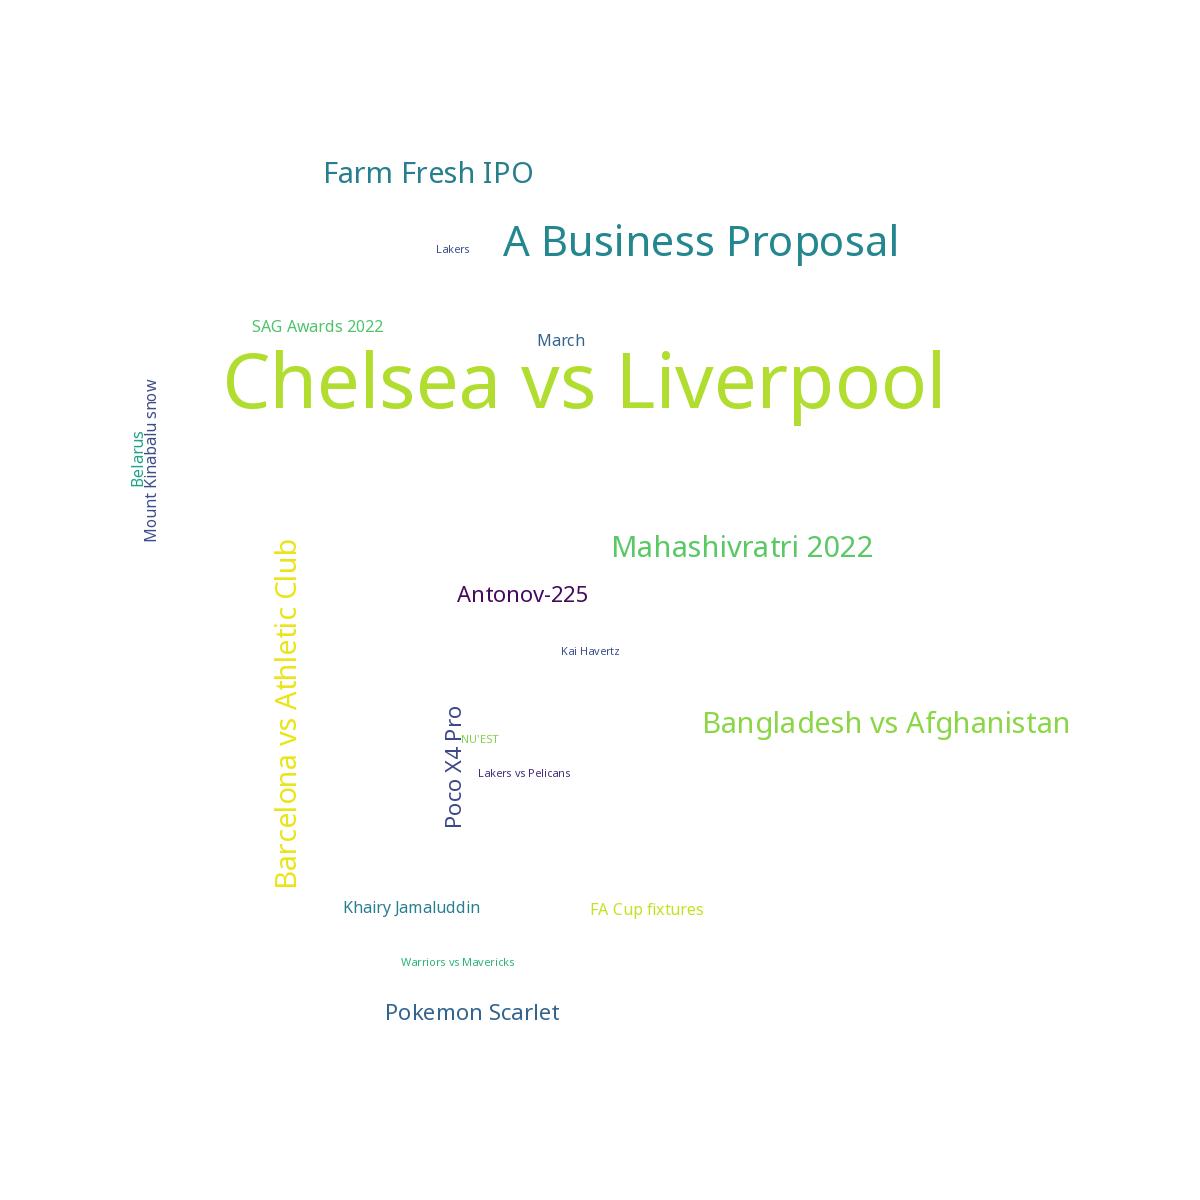 Farm Fresh IPO
A Business Proposal
Lakers
SAG Awards 2022
March
Chelsea vs Liverpool
Belarus
Mount Kinabalu snow
Mahashivratri 2022
Barcelona vs Athletic Club
Antonov-225
Kai Havertz
Bangladesh vs Afghanistan
Poco X4 Pro
NU'EST
Lakers vs Pelicans
Khairy Jamaluddin
FA Cup fixtures
Warriors vs Mavericks
Pokemon Scarlet